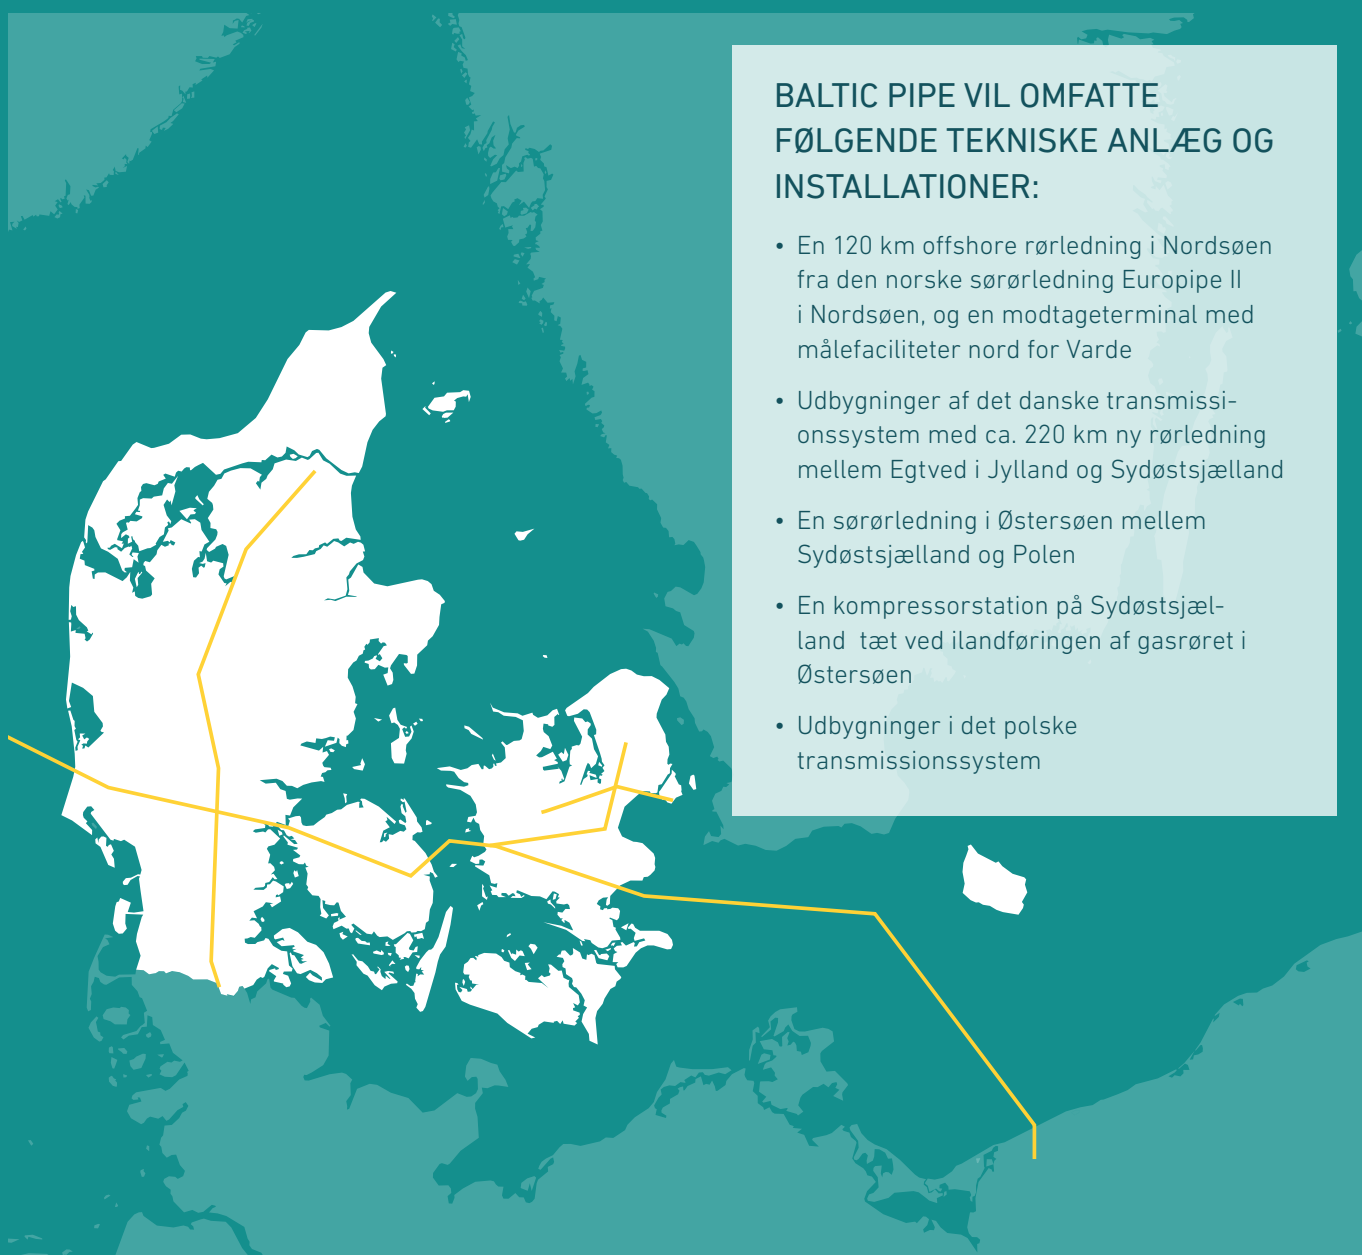 BALTIC PIPE VIL OMFATTE
FØLGENDE TEKNISKE ANLÆG OG
INSTALLATIONER:
• En 120 km offshore rørledning i Nordsøen
fra den norske sørørledning Europipe II
i Nordsøen, og en modtageterminal med
målefaciliteter nord for Varde
• Udbygninger af det danske transmissi-
onssystem med ca. 220 km ny rørledning
mellem Egtved i Jylland og Sydøstsjælland
• En sørørledning i Østersøen mellem
Sydøstsjælland og Polen
• En kompressorstation på Sydøstsjæl-
land  tæt ved ilandføringen af gasrøret i
Østersøen
• Udbygninger i det polske
transmissionssystem